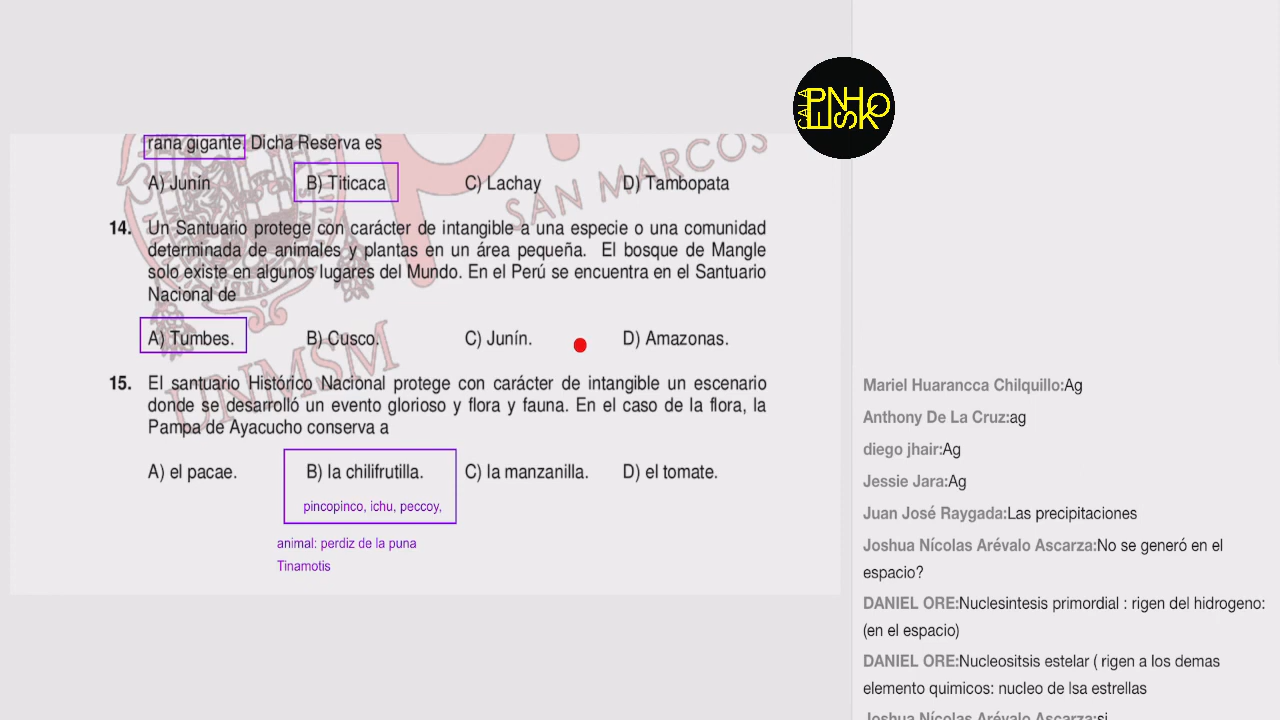 CALA
PENHSOK
rana gigante. Dicha Reserva es
A) Junín B) Titicaca C) Lachay D) Tambopata
SAN MARCOS
14. Un Santuario protege con carácter de intangible a una especie o una comunidad
determinada de animales y plantas en un área pequeña. El bosque de Mangle
solo existe en algunos lugares del Mundo. En el Perú se encuentra en el Santuario
Nacional de
A) Tumbes. B) Cusco. C) Junín. D) Amazonas.
UNMSM
15. El santuario Histórico Nacional protege con carácter de intangible un escenario
donde se desarrolló un evento glorioso y flora y fauna. En el caso de la flora, la
Pampa de Ayacucho conserva a
A) el pacae. B) la chilifrutilla. C) la manzanilla. D) el tomate.
pincopinco, ichu, peccoy,
animal: perdiz de la puna
Tinamotis
Mariel Huarancca Chilquillo:Ag
Anthony De La Cruz:ag
diego jhair:Ag
Jessie Jara:Ag
Juan José Raygada:Las precipitaciones
Joshua Nícolas Arévalo Ascarza:No se generó en el
espacio?
DANIEL ORE:Nuclesintesis primordial : rigen del hidrogeno:
(en el espacio)
DANIEL ORE:Nucleositsis estelar ( rigen a los demas
elemento quimicos: nucleo de lsa estrellas
Joshua Nícolas Arévalo Ascarza:si